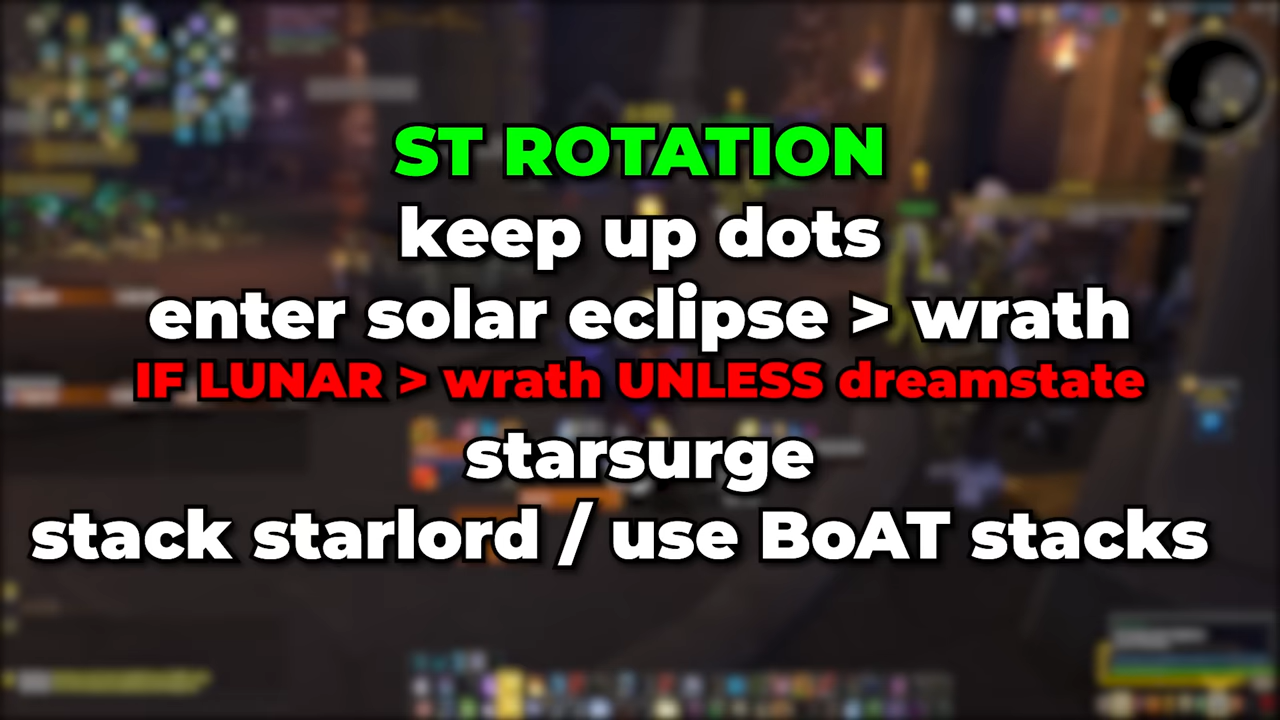 ST ROTATION
keep up dots
enter solar eclipse > wrath
IF LUNAR > wrath UNLESS dreamstate
starsurge
stack starlord / use BoAT stacks